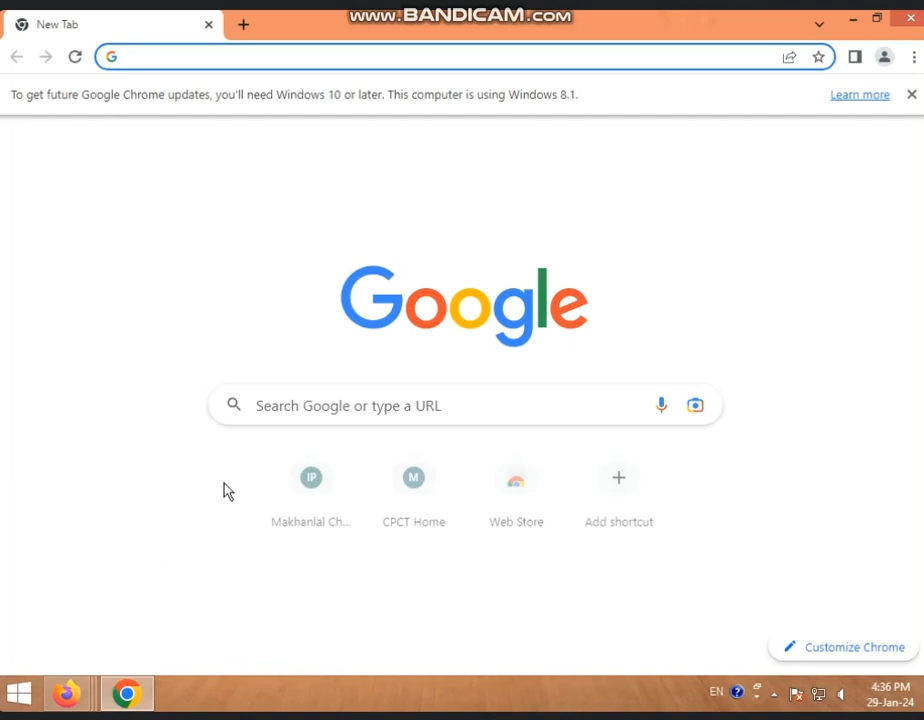 www.BANDICAM.com
New Tab
To get future Google Chrome updates, you'll need Windows 10 or later. This computer is using Windows 8.1.
Learn more
Google
Search Google or type a URL
IP
M
Makhanlal Ch...
CPCT Home
Web Store
Add shortcut
Customize Chrome
EN
4:36 PM
29-Jan-24